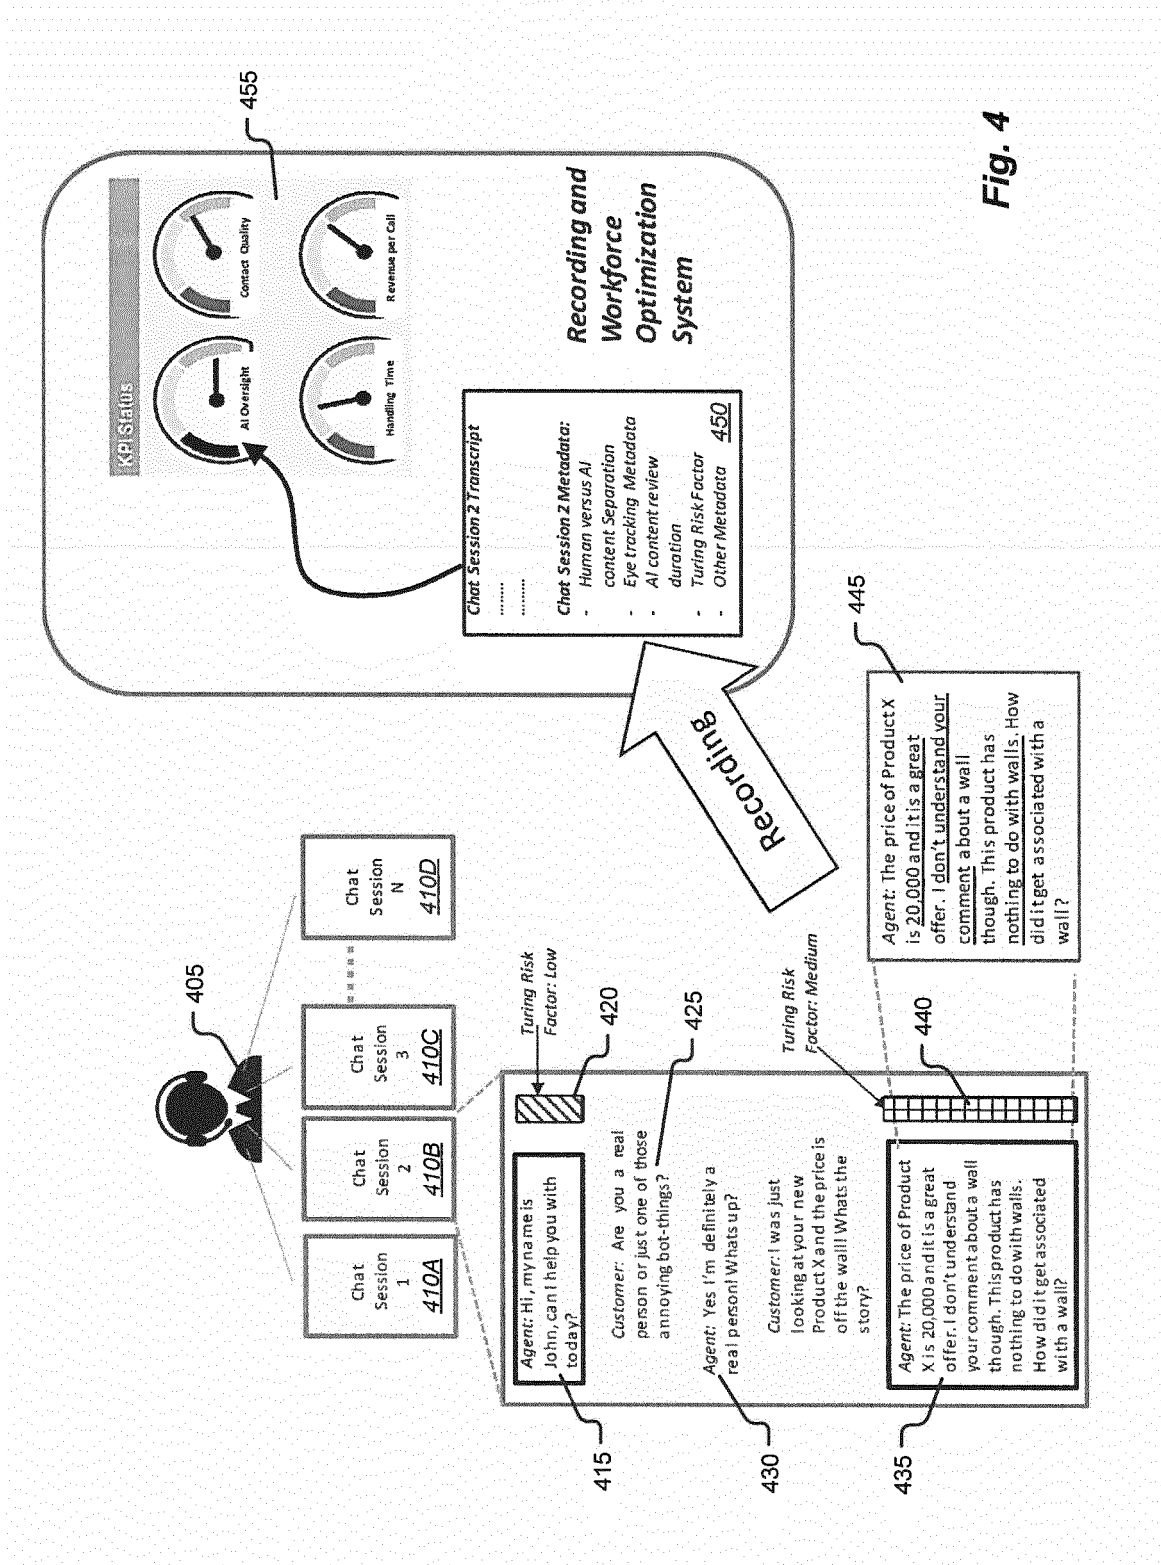 405
Chat
Session
1
410A
Chat
Session
2
410B
Chat
Session
3
410C
Chat
Session
N
410D
415
Agent: Hi, my name is
John, can I help you with
today?
Turing Risk
Factor: Low
420
Customer: Are you a real
person or just one of those
annoying bot-things?
425
Agent: Yes I'm definitely a
real person! Whats up?
430
Customer: I was just
looking at your new
Product X and the price is
off the wall! Whats the
story?
Turing Risk
Factor: Medium
435
Agent: The price of Product
X is 20,000 and it is a great
offer. I don't understand
your comment about a wall
though. This product has
nothing to do with walls.
How did it get associated
with a wall?
440
445
Agent: The price of Product X
is 20,000 and it is a great
offer. I don't understand your
comment about a wall
though. This product has
nothing to do with walls. How
did it get associated with a
wall?
Recording
KPI Status
AI Oversight
Contact Quality
Handling Time
Revenue per Call
455
Chat Session 2 Transcript
........
........
Chat Session 2 Metadata:
- Human versus AI
content Separation
- Eye tracking Metadata
- AI content review
duration
- Turing Risk Factor
- Other Metadata
450
Recording and
Workforce
Optimization
System
Fig. 4